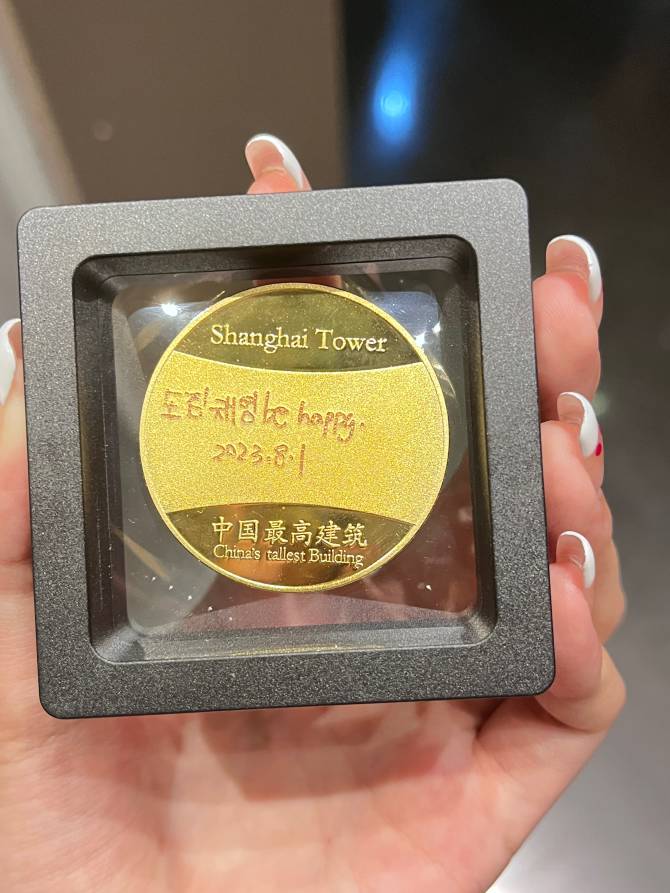 Shanghai Tower
도림채영 be happy.
2023.8.1
中国最高建筑
China's tallest Building